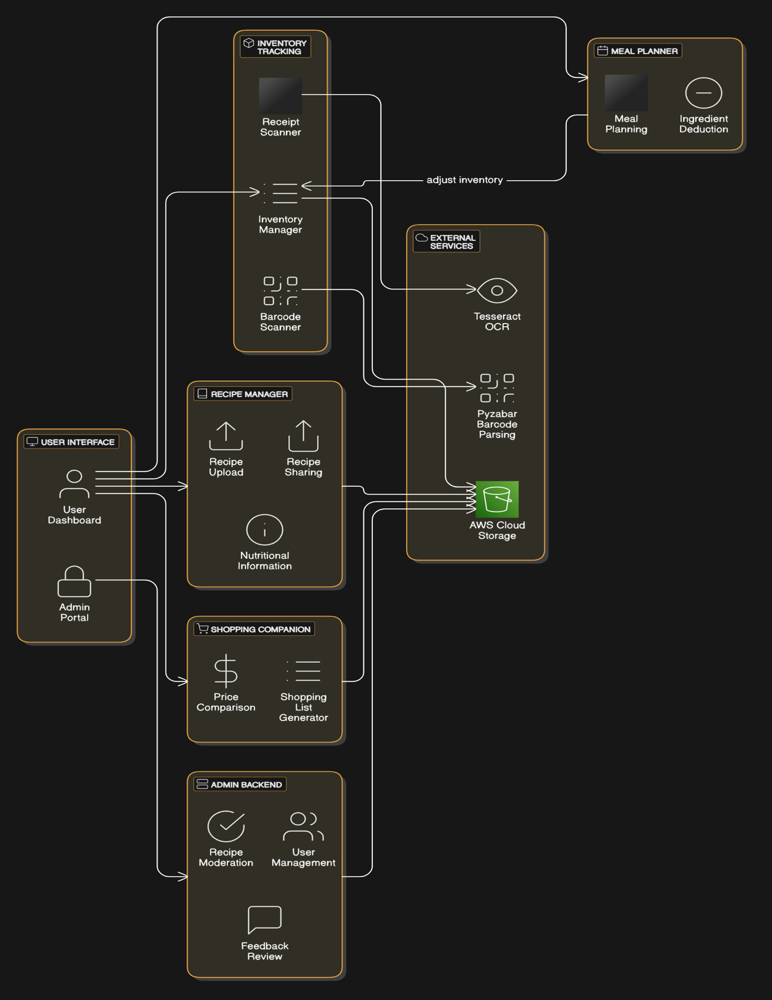 INVENTORY
TRACKING
Receipt
Scanner
Inventory
Manager
Barcode
Scanner
MEAL PLANNER
Meal
Planning
Ingredient
Deduction
adjust inventory
EXTERNAL
SERVICES
Tesseract
OCR
Pyzabar
Barcode
Parsing
AWS Cloud
Storage
RECIPE MANAGER
Recipe
Upload
Recipe
Sharing
Nutritional
Information
USER INTERFACE
User
Dashboard
Admin
Portal
SHOPPING COMPANION
Price
Comparison
Shopping
List
Generator
ADMIN BACKEND
Recipe
Moderation
User
Management
Feedback
Review